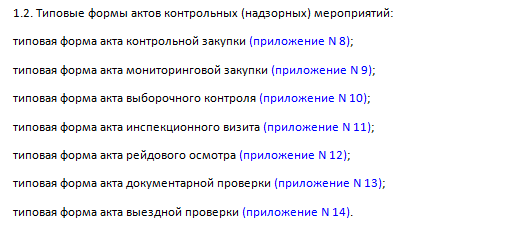 1.2. Типовые формы актов контрольных (надзорных) мероприятий:
типовая форма акта контрольной закупки (приложение N 8);
типовая форма акта мониторинговой закупки (приложение N 9);
типовая форма акта выборочного контроля (приложение N 10);
типовая форма акта инспекционного визита (приложение N 11);
типовая форма акта рейдового осмотра (приложение N 12);
типовая форма акта документарной проверки (приложение N 13);
типовая форма акта выездной проверки (приложение N 14).